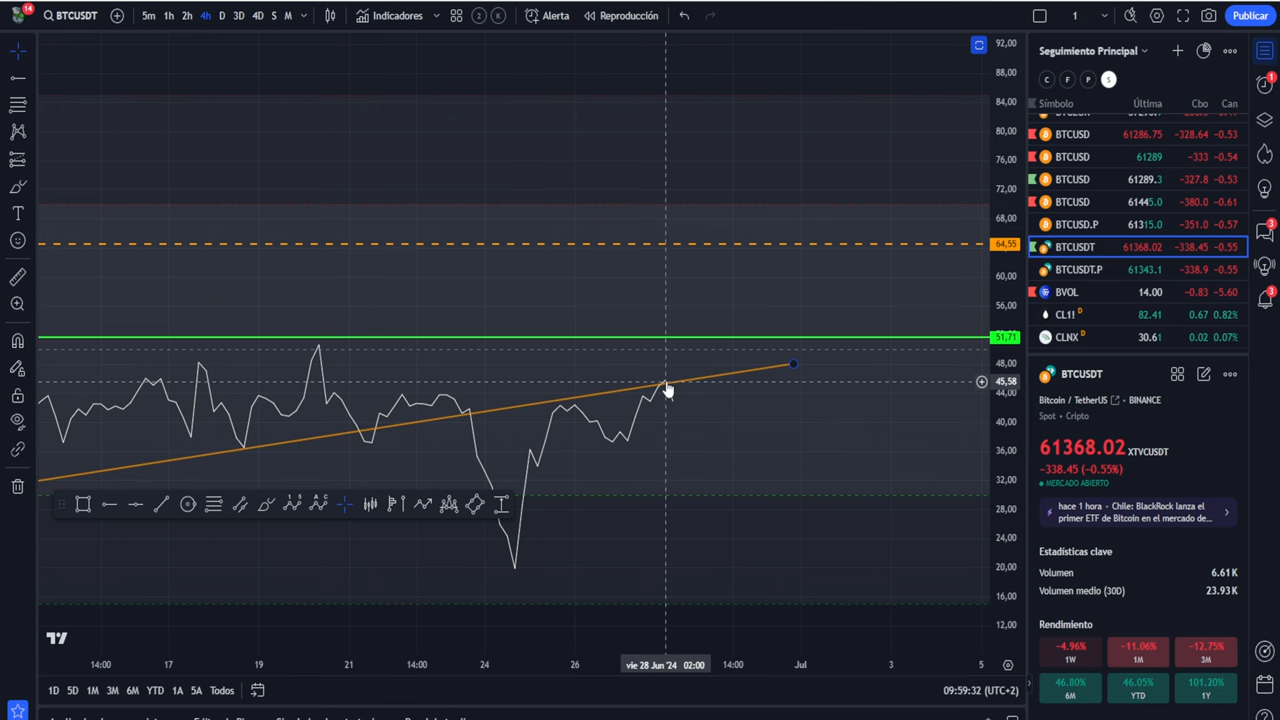 14 BTCUSDT 5m 1h 2h 4h D 3D 4D S M Indicadores 2 K Alerta Reproducción 1 Publicar
92,00
88,00
84,00
80,00
76,00
72,00
68,00
64,55
60,00
56,00
51,71
48,00
45,58
44,00
40,00
36,00
32,00
28,00
24,00
20,00
16,00
12,00
14:00 17 19 21 14:00 24 26 vie 28 Jun '24 02:00 14:00 Jul 3 5
1D 5D 1M 3M 6M YTD 1A 5A Todos
09:59:32 (UTC+2)
Seguimiento Principal
C F P S
Símbolo Última Cbo Can
BTCUSD 61286.75 −328.64 −0.53
BTCUSD 61289 −333 −0.54
BTCUSD 61289.3 −327.8 −0.53
BTCUSD 61445.0 −380.0 −0.61
BTCUSD.P 61315.0 −351.0 −0.57
BTCUSDT 61368.02 −338.45 −0.55
BTCUSDT.P 61343.1 −338.9 −0.55
BVOL 14.00 −0.83 −5.60
CL1! D 82.41 0.67 0.82%
CLNX D 30.61 0.02 0.07%
BTCUSDT
Bitcoin / TetherUS • BINANCE
Spot • Cripto
61368.02 XTVCUSDT
−338.45 (−0.55%)
MERCADO ABIERTO
hace 1 hora • Chile: BlackRock lanza el
primer ETF de Bitcoin en el mercado de...
Estadísticas clave
Volumen 6.61K
Volumen medio (30D) 23.93K
Rendimiento
−4.96% −11.06% −12.75%
1W 1M 3M
46.80% 46.05% 101.20%
6M YTD 1Y
1
3
3